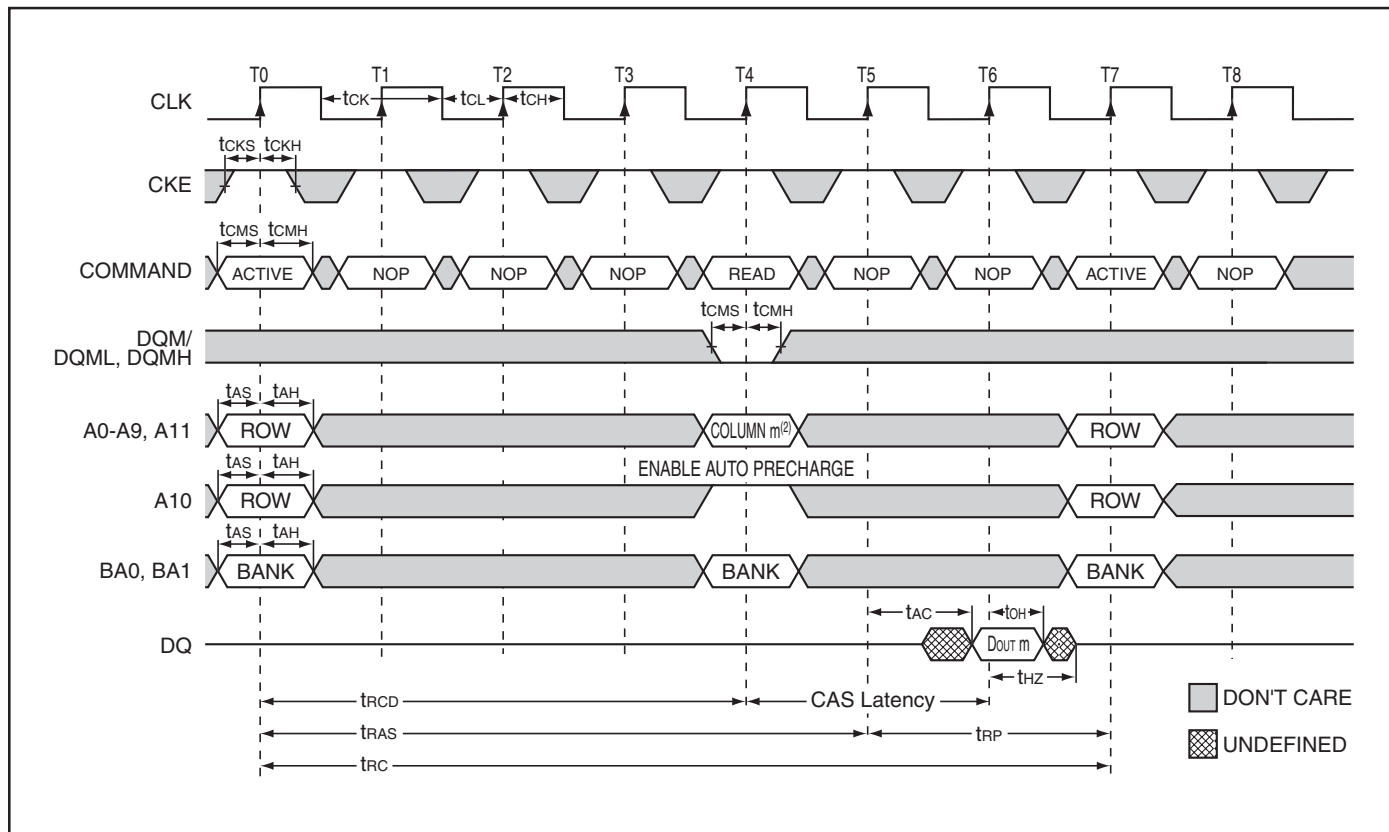 T0 T1 T2 T3 T4 T5 T6 T7 T8
CLK tCK tCL tCH
tCKS tCKH
CKE
tCMS tCMH
COMMAND ACTIVE NOP NOP NOP READ NOP NOP ACTIVE NOP
tCMS tCMH
DQM/
DQML, DQMH
tAS tAH
A0-A9, A11 ROW COLUMN m(2) ROW
tAS tAH ENABLE AUTO PRECHARGE
A10 ROW ROW
tAS tAH
BA0, BA1 BANK BANK BANK
tAC tOH
DQ DOUT m
tHZ
tRCD CAS Latency
DON'T CARE
tRAS tRP
UNDEFINED
tRC